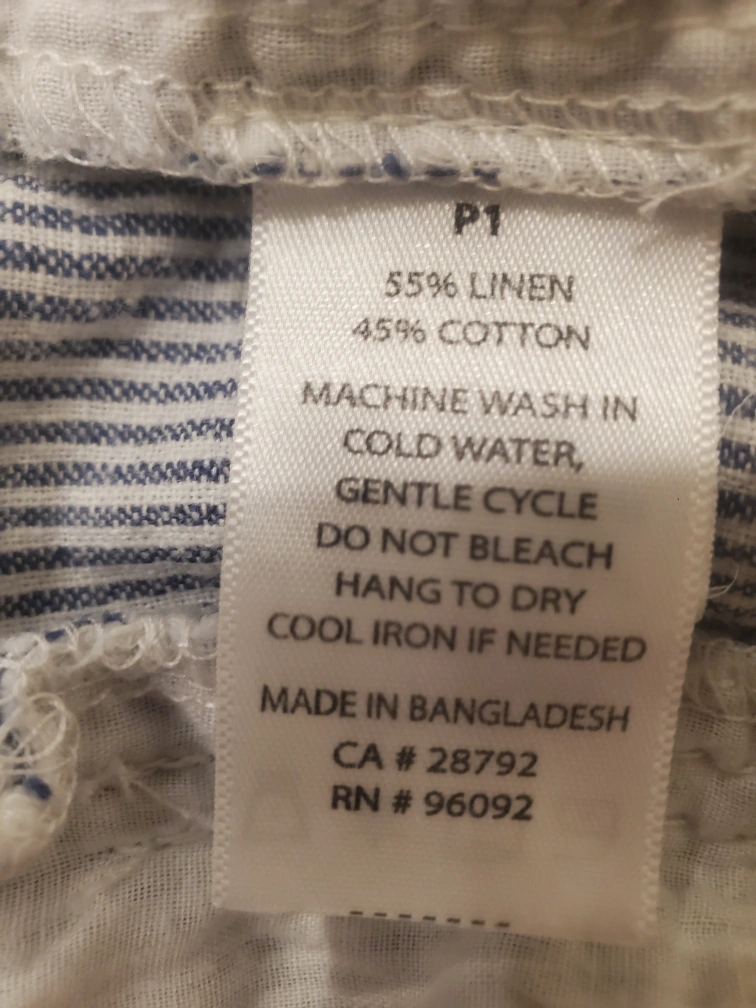 P1
55% LINEN
45% COTTON
MACHINE WASH IN
COLD WATER,
GENTLE CYCLE
DO NOT BLEACH
HANG TO DRY
COOL IRON IF NEEDED
MADE IN BANGLADESH
CA # 28792
RN # 96092